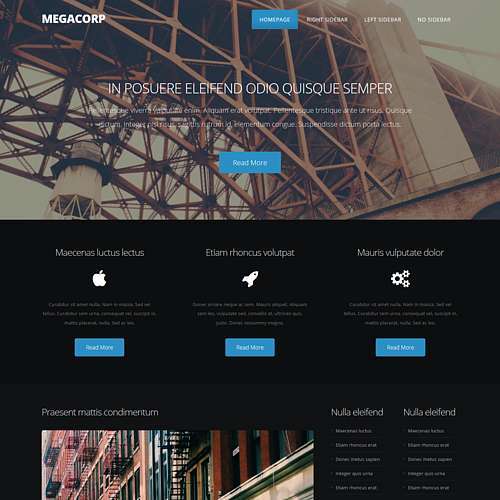 MEGACORP
HOMEPAGE RIGHT SIDEBAR LEFT SIDEBAR NO SIDEBAR
IN POSUERE ELEIFEND ODIO QUISQUE SEMPER
Pellentesque viverra vulputate enim. Aliquam erat volutpat. Pellentesque tristique ante ut risus. Quisque
dictum. Integer nisl risus, sagittis rutrum id, elementum congue. Suspendisse dictum porta lectus.
Read More
Maecenas luctus lectus
Curabitur sit amet nulla. Nam in massa. Sed vel
tellus. Curabitur sem urna, consequat vel, suscipit in,
mattis placerat, nulla. Sed ac leo.
Read More
Etiam rhoncus volutpat
Donec ornare neque ac sem. Mauris aliquet. Aliquam
sem leo, vulputate sed, convallis at, ultricies quis,
justo. Donec nonummy magna.
Read More
Mauris vulputate dolor
Curabitur sit amet nulla. Nam in massa. Sed vel
tellus. Curabitur sem urna, consequat vel, suscipit in,
mattis placerat, nulla. Sed ac leo.
Read More
Praesent mattis condimentum
Nulla eleifend
Maecenas luctus
Etiam rhoncus erat
Donec metus sapien
Integer quis urna
Etiam rhoncus erat
Nulla eleifend
Maecenas luctus
Etiam rhoncus erat
Donec metus sapien
Integer quis urna
Etiam rhoncus erat